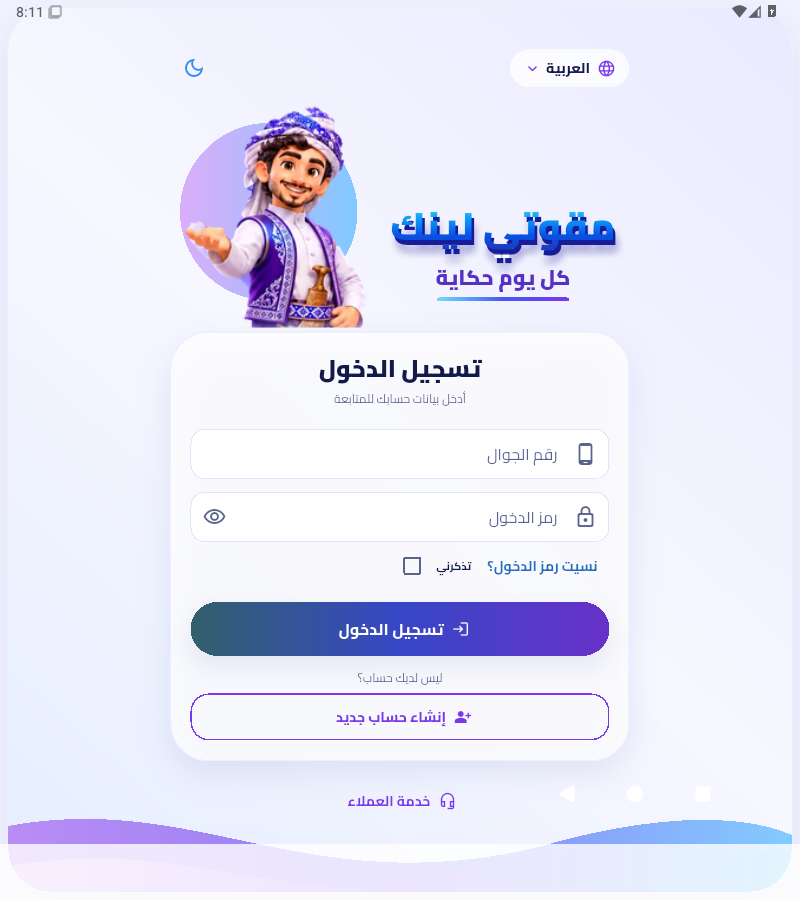 8:11
العربية
مقوتي لينك
كل يوم حكاية
تسجيل الدخول
أدخل بيانات حسابك للمتابعة
رقم الجوال
رمز الدخول
نسيت رمز الدخول؟ تذكرني
تسجيل الدخول
ليس لديك حساب؟
إنشاء حساب جديد
خدمة العملاء